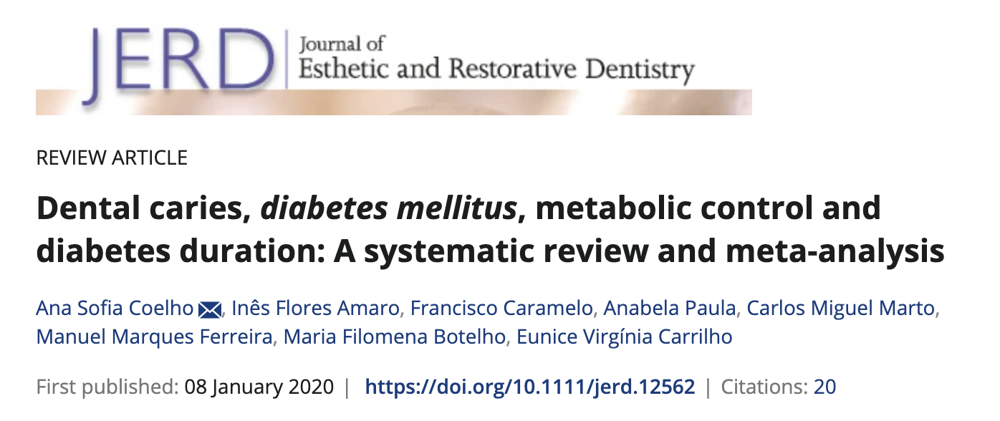 JERD
Journal of
Esthetic and Restorative Dentistry
REVIEW ARTICLE
Dental caries, diabetes mellitus, metabolic control and
diabetes duration: A systematic review and meta-analysis
Ana Sofia Coelho, Inês Flores Amaro, Francisco Caramelo, Anabela Paula, Carlos Miguel Marto,
Manuel Marques Ferreira, Maria Filomena Botelho, Eunice Virgínia Carrilho
First published: 08 January 2020 | https://doi.org/10.1111/jerd.12562 | Citations: 20